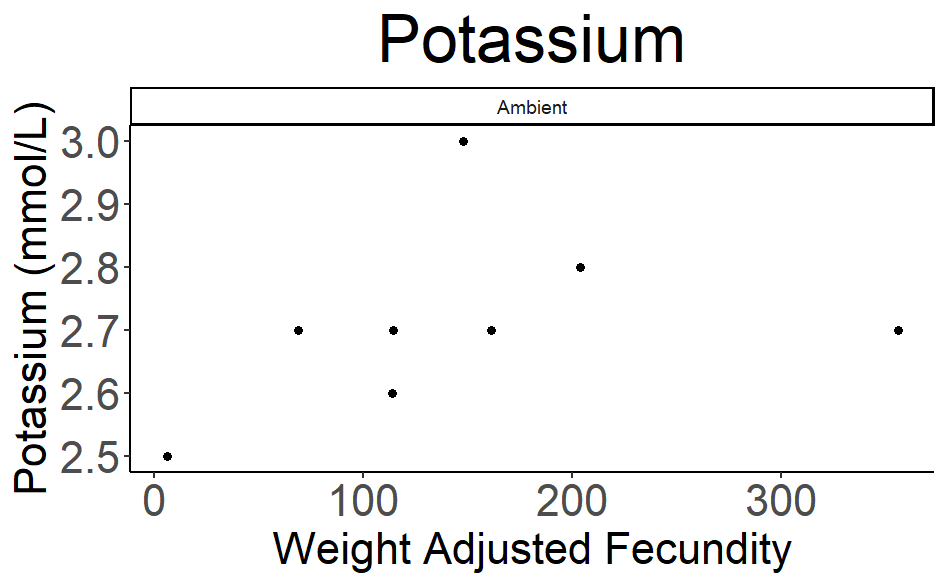 Potassium
Ambient
Potassium (mmol/L)
3.0
2.9
2.8
2.7
2.6
2.5
0 100 200 300
Weight Adjusted Fecundity